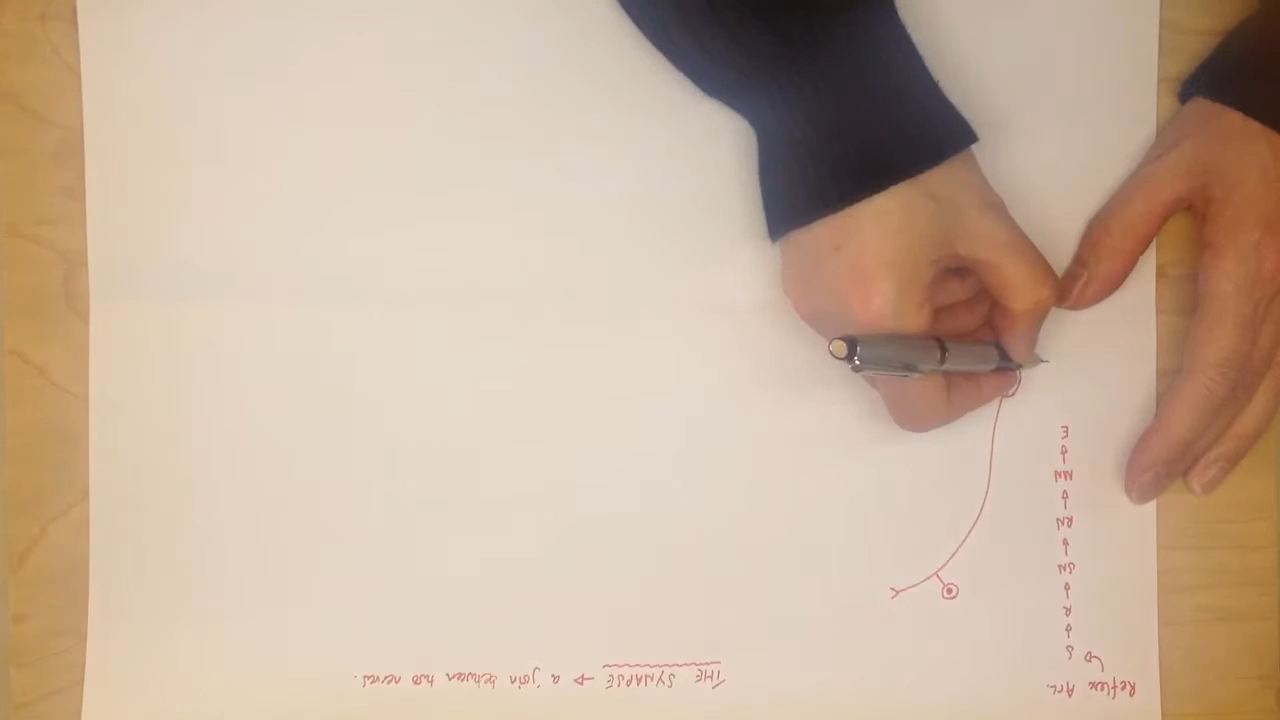 THE SYNAPSE → a join between two nerves.
Reflex Arc.
↳ S → R → SN → RN → MN → E